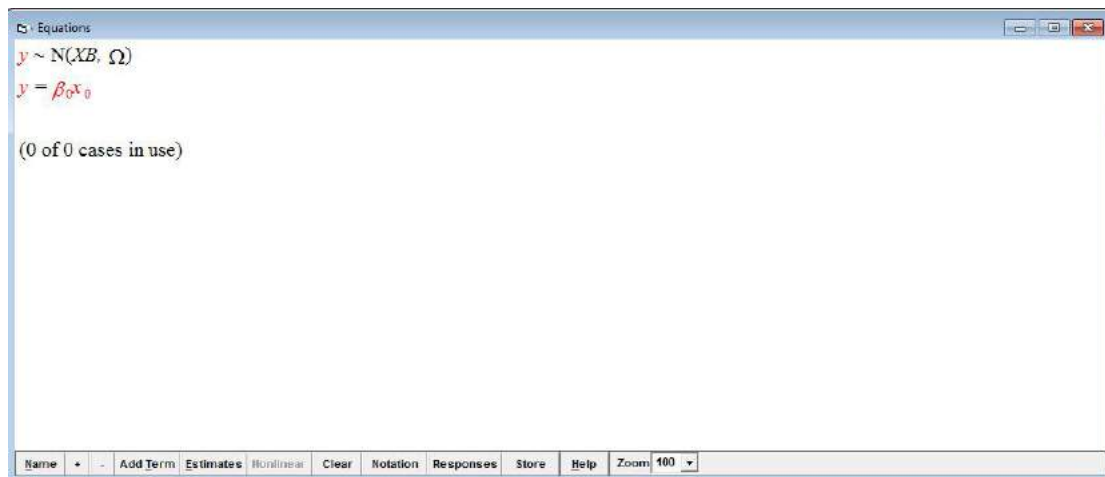 Equations
y ~ N(XB, Ω)
y = β₀x₀
(0 of 0 cases in use)
Name + - Add Term Estimates Nonlinear Clear Notation Responses Store Help Zoom 100